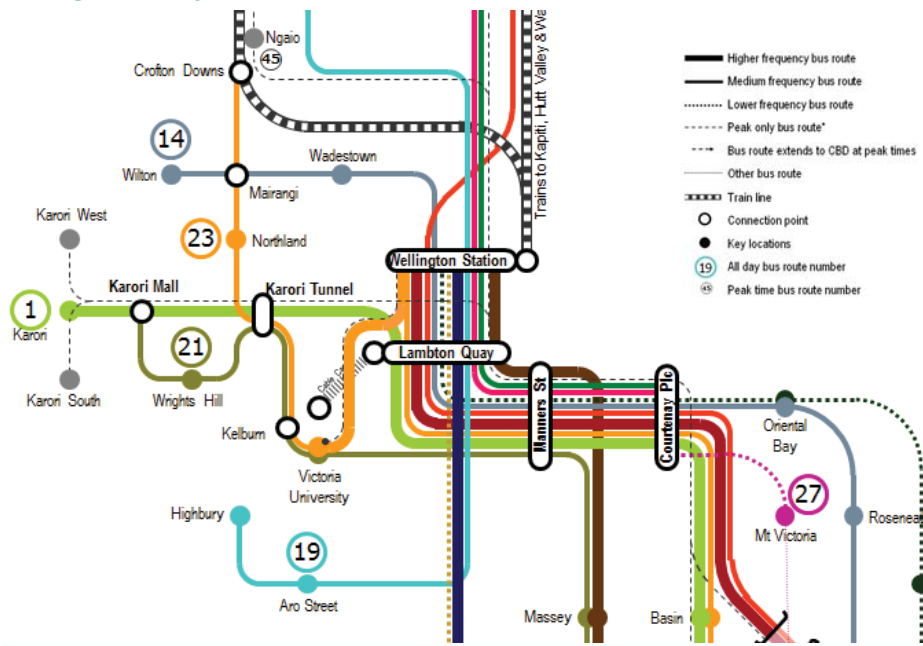 Ngaio
45
Crofton Downs
Trains to Kapiti, Hutt Valley & Wa
14
Wadestown
Wilton
Mairangi
Karori West
23
Northland
Wellington Station
Karori Mall
Karori Tunnel
1
Karori
21
Lambton Quay
Cable
Karori South
Wrights Hill
Manners St
Courtenay Plc
Kelburn
Oriental
Bay
Victoria
University
27
Highbury
Rosenea
Mt Victoria
19
Aro Street
Massey
Basin
Higher frequency bus route
Medium frequency bus route
Lower frequency bus route
Peak only bus route*
Bus route extends to CBD at peak times
Other bus route
Train line
Connection point
Key locations
19
All day bus route number
45
Peak time bus route number